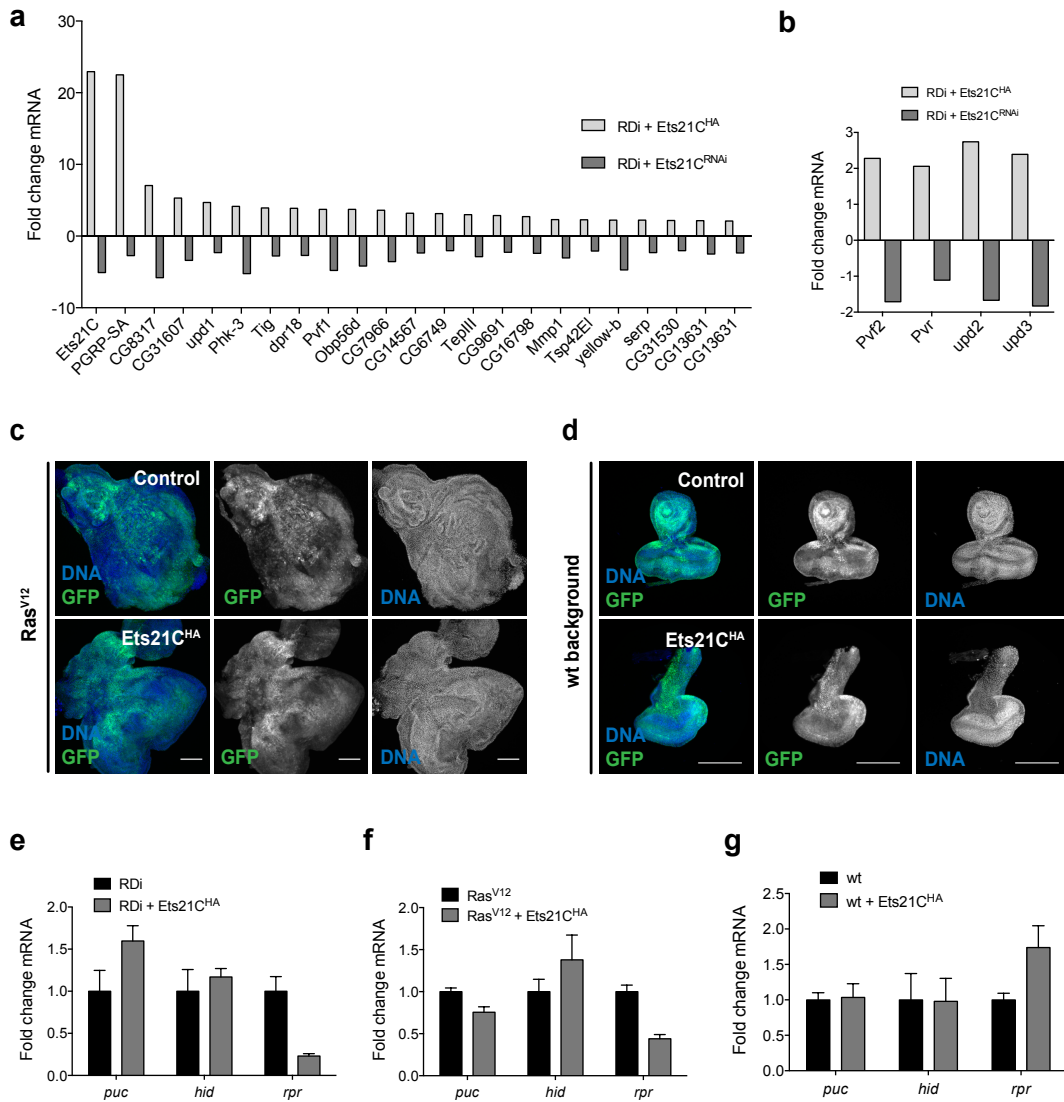 a
Fold change mRNA
30
20
10
0
-10
RDi + Ets21C^HA
RDi + Ets21C^RNAi
Ets21C
PGRP-SA
CG8317
CG31607
upd1
Phk-3
Tig
dpr18
Pvf1
Obp56d
CG7966
CG14567
CG6749
TepIII
CG9691
CG16798
Mmp1
Tsp42El
yellow-b
serp
CG31530
CG13631
CG13631
b
RDi + Ets21C^HA
RDi + Ets21C^RNAi
Fold change mRNA
3
2
1
0
-1
-2
Pvf2
Pvr
upd2
upd3
c
Ras^V12
Control
DNA
GFP
GFP
DNA
Ets21C^HA
DNA
GFP
GFP
DNA
d
wt background
Control
DNA
GFP
GFP
DNA
Ets21C^HA
DNA
GFP
GFP
DNA
e
RDi
RDi + Ets21C^HA
Fold change mRNA
2.0
1.5
1.0
0.5
0.0
puc hid rpr
f
Ras^V12
Ras^V12 + Ets21C^HA
Fold change mRNA
2.0
1.5
1.0
0.5
0.0
puc hid rpr
g
wt
wt + Ets21C^HA
Fold change mRNA
2.5
2.0
1.5
1.0
0.5
0.0
puc hid rpr